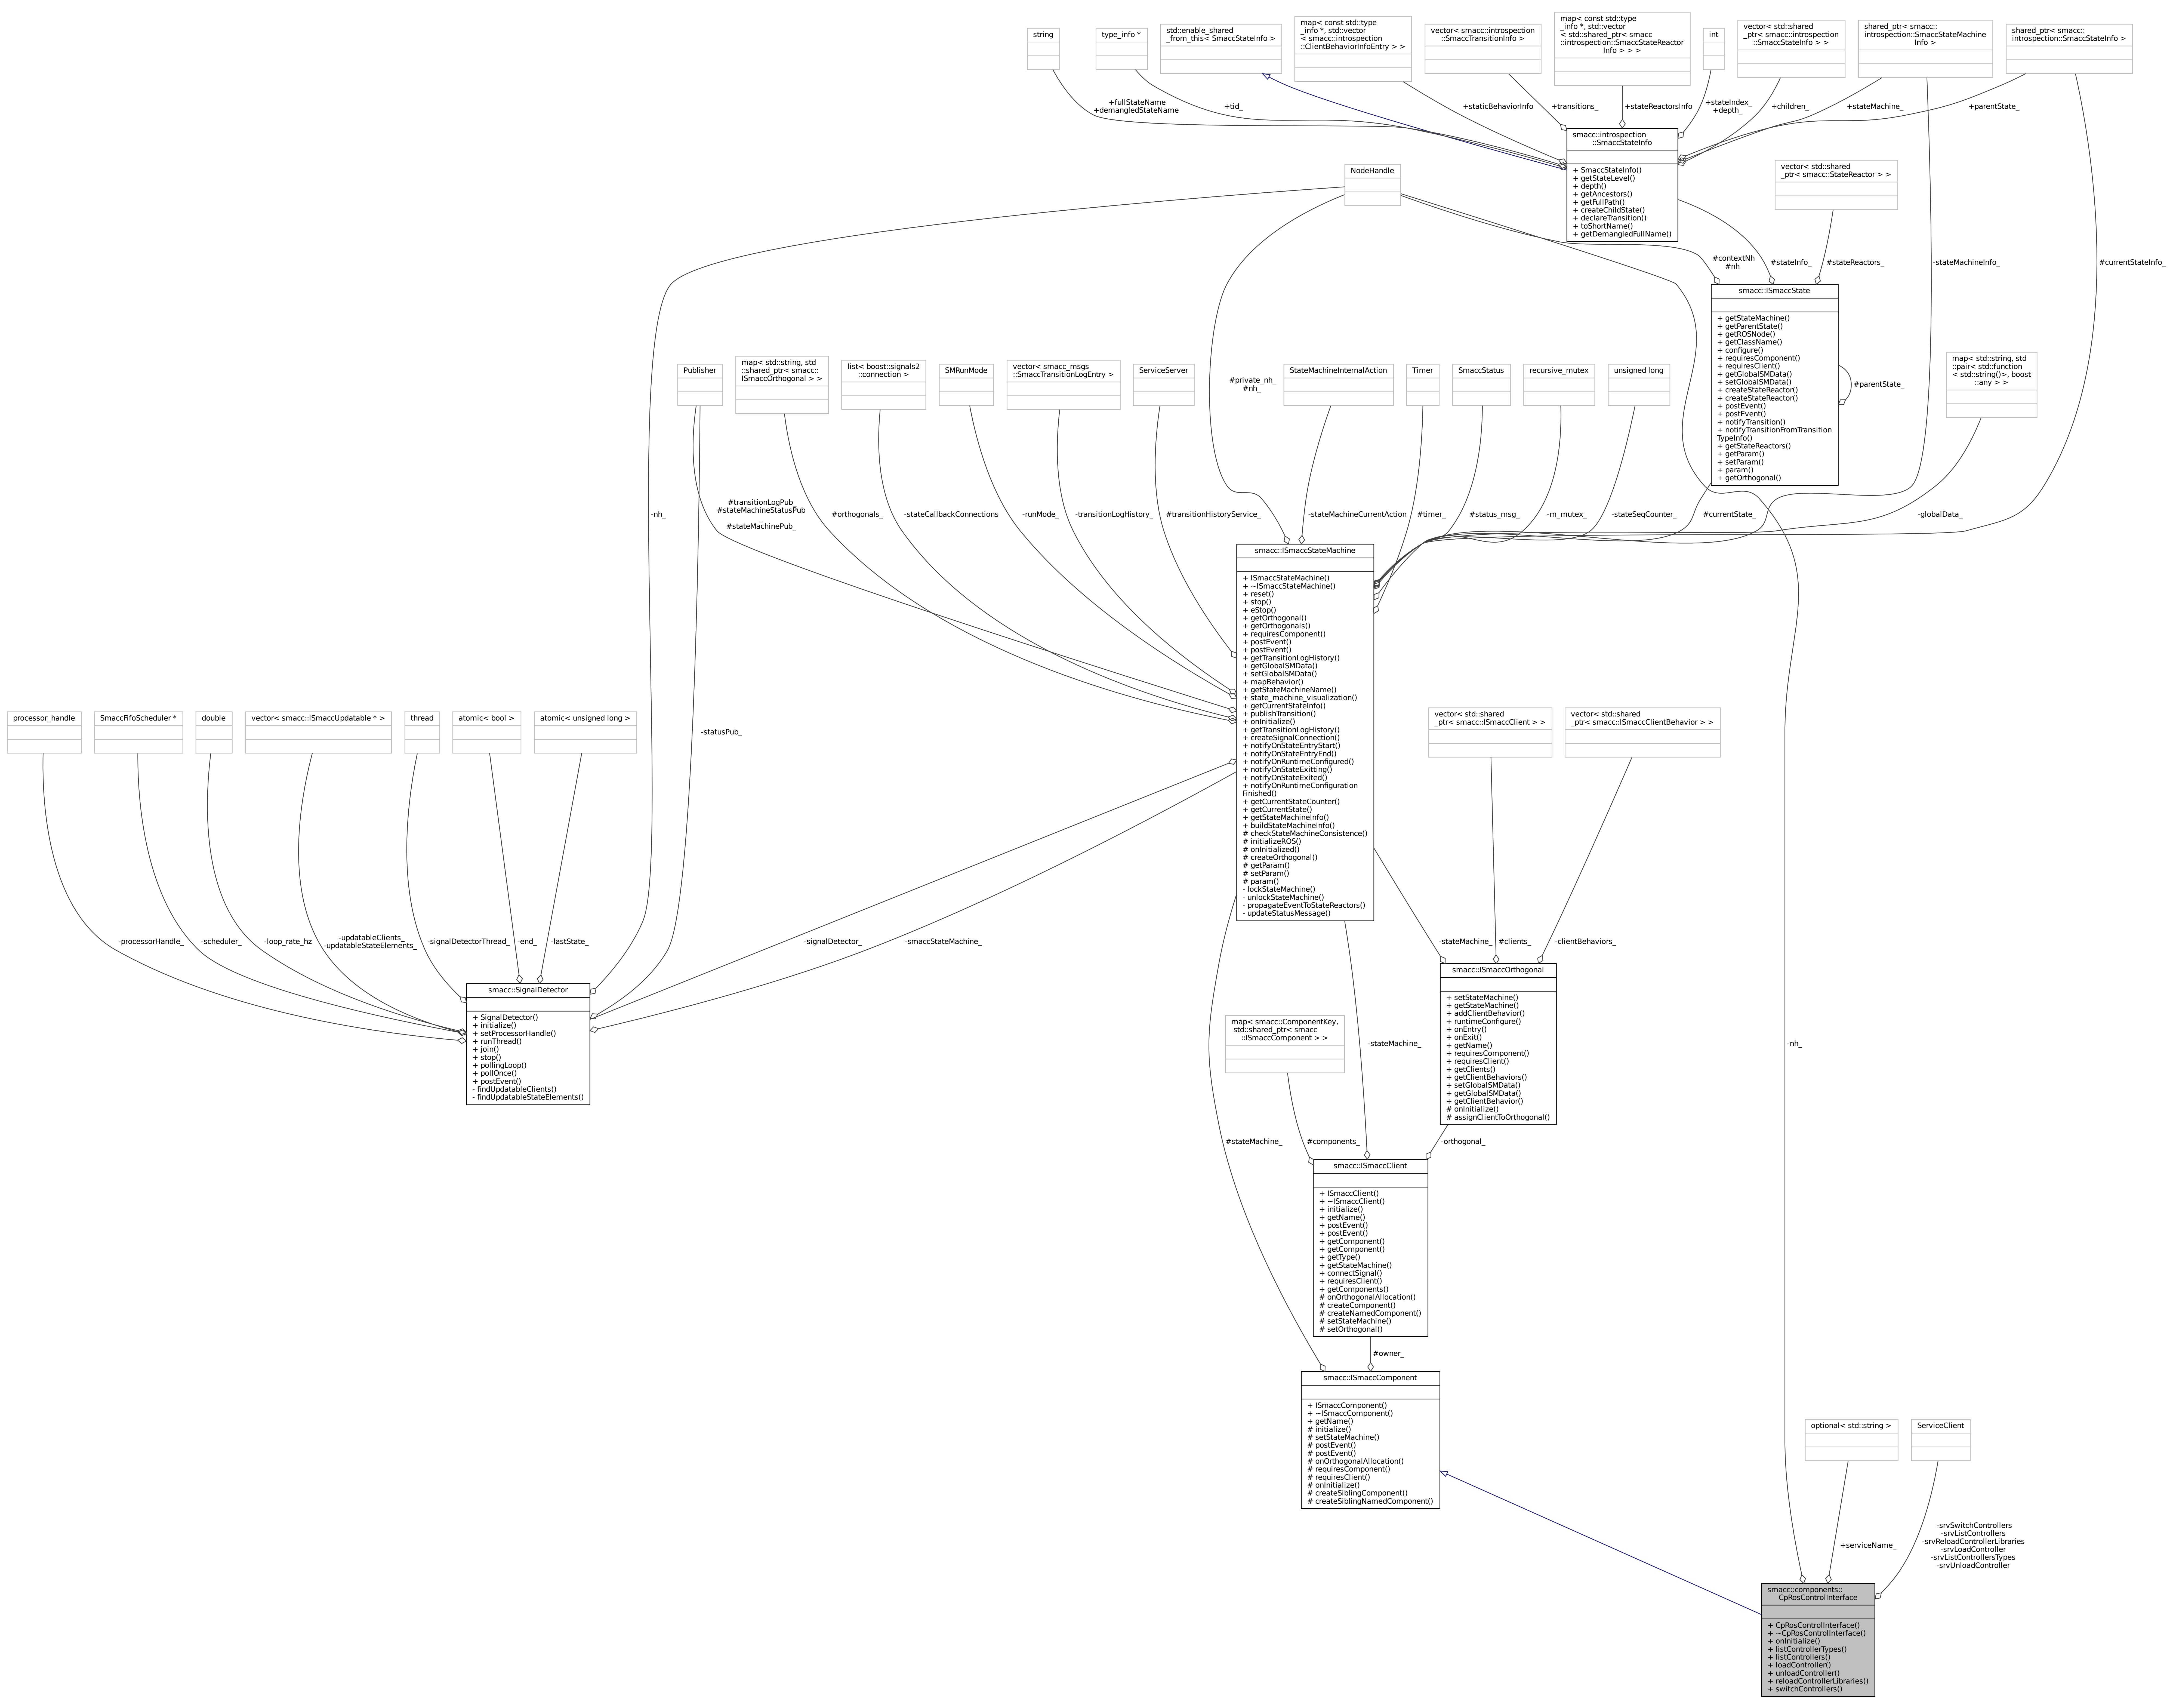 string
type_info *
std::enable_shared
_from_this< SmaccStateInfo >
map< const std::type
_info *, std::vector
< smacc::introspection
::ClientBehaviorInfoEntry > >
vector< smacc::introspection
::SmaccTransitionInfo >
map< const std::type
_info *, std::vector
< std::shared_ptr< smacc
::introspection::SmaccStateReactor
Info > > >
int
vector< std::shared
_ptr< smacc::introspection
::SmaccStateInfo > >
shared_ptr< smacc::
introspection::SmaccStateMachine
Info >
shared_ptr< smacc::
introspection::SmaccStateInfo >
+fullStateName
+demangledStateName
+tid_
+staticBehaviorInfo
+transitions_
+stateReactorsInfo
+stateIndex_
+depth_
+children_
+stateMachine_
+parentState_
smacc::introspection
::SmaccStateInfo
+ SmaccStateInfo()
+ getStateLevel()
+ depth()
+ getAncestors()
+ getFullPath()
+ createChildState()
+ declareTransition()
+ toShortName()
+ getDemangledFullName()
NodeHandle
vector< std::shared
_ptr< smacc::StateReactor > >
#contextNh
#nh
#stateInfo_
#stateReactors_
-stateMachineInfo_
#currentStateInfo_
smacc::ISmaccState
+ getStateMachine()
+ getParentState()
+ getROSNode()
+ getClassName()
+ configure()
+ requiresComponent()
+ requiresClient()
+ getGlobalSMData()
+ setGlobalSMData()
+ createStateReactor()
+ createStateReactor()
+ postEvent()
+ postEvent()
+ notifyTransition()
+ notifyTransitionFromTransition
TypeInfo()
+ getStateReactors()
+ getParam()
+ setParam()
+ param()
+ getOrthogonal()
#parentState_
Publisher
map< std::string, std
::shared_ptr< smacc::
ISmaccOrthogonal > >
list< boost::signals2
::connection >
SMRunMode
vector< smacc_msgs
::SmaccTransitionLogEntry >
ServiceServer
#private_nh_
#nh_
StateMachineInternalAction
Timer
SmaccStatus
recursive_mutex
unsigned long
map< std::string, std
::pair< std::function
< std::string()>, boost
::any > >
-nh_
#transitionLogPub_
#stateMachineStatusPub
_
#stateMachinePub_
#orthogonals_
-stateCallbackConnections
-runMode_
-transitionLogHistory_
#transitionHistoryService_
-stateMachineCurrentAction
#timer_
#status_msg_
-m_mutex_
-stateSeqCounter_
#currentState_
-globalData_
smacc::ISmaccStateMachine
+ ISmaccStateMachine()
+ ~ISmaccStateMachine()
+ reset()
+ stop()
+ eStop()
+ getOrthogonal()
+ getOrthogonals()
+ requiresComponent()
+ postEvent()
+ postEvent()
+ getTransitionLogHistory()
+ getGlobalSMData()
+ setGlobalSMData()
+ mapBehavior()
+ getStateMachineName()
+ state_machine_visualization()
+ getCurrentStateInfo()
+ publishTransition()
+ onInitialize()
+ getTransitionLogHistory()
+ createSignalConnection()
+ notifyOnStateEntryStart()
+ notifyOnStateEntryEnd()
+ notifyOnRuntimeConfigured()
+ notifyOnStateExitting()
+ notifyOnStateExited()
+ notifyOnRuntimeConfiguration
Finished()
+ getCurrentStateCounter()
+ getCurrentState()
+ getStateMachineInfo()
+ buildStateMachineInfo()
# checkStateMachineConsistence()
# initializeROS()
# onInitialized()
# createOrthogonal()
# getParam()
# setParam()
# param()
- lockStateMachine()
- unlockStateMachine()
- propagateEventToStateReactors()
- updateStatusMessage()
processor_handle
SmaccFifoScheduler *
double
vector< smacc::ISmaccUpdatable * >
thread
atomic< bool >
atomic< unsigned long >
-statusPub_
vector< std::shared
_ptr< smacc::ISmaccClient > >
vector< std::shared
_ptr< smacc::ISmaccClientBehavior > >
-processorHandle_
-scheduler_
-loop_rate_hz
-updatableClients_
-updatableStateElements_
-signalDetectorThread_
-end_
-lastState_
-signalDetector_
-smaccStateMachine_
-stateMachine_
#clients_
-clientBehaviors_
smacc::SignalDetector
+ SignalDetector()
+ initialize()
+ setProcessorHandle()
+ runThread()
+ join()
+ stop()
+ pollingLoop()
+ pollOnce()
+ postEvent()
- findUpdatableClients()
- findUpdatableStateElements()
smacc::ISmaccOrthogonal
+ setStateMachine()
+ getStateMachine()
+ addClientBehavior()
+ runtimeConfigure()
+ onEntry()
+ onExit()
+ getName()
+ requiresComponent()
+ requiresClient()
+ getClients()
+ getClientBehaviors()
+ setGlobalSMData()
+ getGlobalSMData()
+ getClientBehavior()
# onInitialize()
# assignClientToOrthogonal()
map< smacc::ComponentKey,
std::shared_ptr< smacc
::ISmaccComponent > >
-stateMachine_
-nh_
#stateMachine_
#components_
-orthogonal_
smacc::ISmaccClient
+ ISmaccClient()
+ ~ISmaccClient()
+ initialize()
+ getName()
+ postEvent()
+ postEvent()
+ getComponent()
+ getComponent()
+ getType()
+ getStateMachine()
+ connectSignal()
+ requiresClient()
+ getComponents()
# onOrthogonalAllocation()
# createComponent()
# createNamedComponent()
# setStateMachine()
# setOrthogonal()
#owner_
smacc::ISmaccComponent
+ ISmaccComponent()
+ ~ISmaccComponent()
+ getName()
# initialize()
# setStateMachine()
# postEvent()
# postEvent()
# onOrthogonalAllocation()
# requiresComponent()
# requiresClient()
# onInitialize()
# createSiblingComponent()
# createSiblingNamedComponent()
optional< std::string >
ServiceClient
+serviceName_
-srvSwitchControllers
-srvListControllers
-srvReloadControllerLibraries
-srvLoadController
-srvListControllersTypes
-srvUnloadController
smacc::components::
CpRosControlInterface
+ CpRosControlInterface()
+ ~CpRosControlInterface()
+ onInitialize()
+ listControllerTypes()
+ listControllers()
+ loadController()
+ unloadController()
+ reloadControllerLibraries()
+ switchControllers()